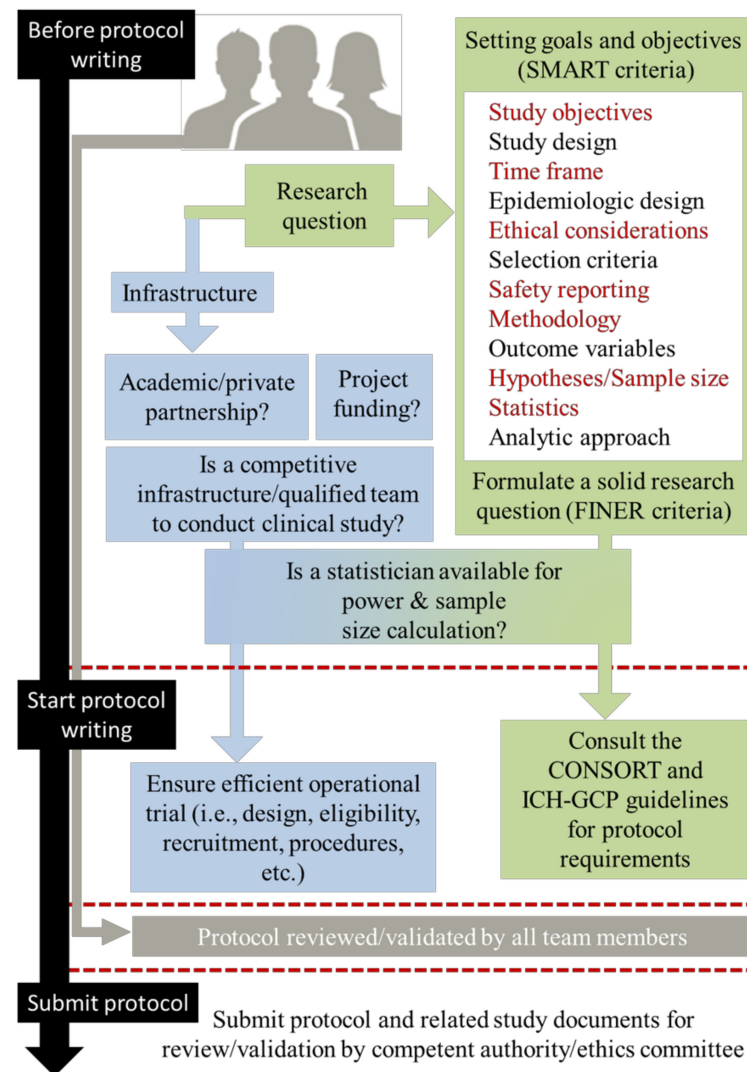 Before protocol
writing
Setting goals and objectives
(SMART criteria)
Study objectives
Study design
Time frame
Epidemiologic design
Ethical considerations
Selection criteria
Safety reporting
Methodology
Outcome variables
Hypotheses/Sample size
Statistics
Analytic approach
Formulate a solid research
question (FINER criteria)
Research
question
Infrastructure
Academic/private
partnership?
Project
funding?
Is a competitive
infrastructure/qualified team
to conduct clinical study?
Is a statistician available for
power & sample
size calculation?
Start protocol
writing
Ensure efficient operational
trial (i.e., design, eligibility,
recruitment, procedures,
etc.)
Consult the
CONSORT and
ICH-GCP guidelines
for protocol
requirements
Protocol reviewed/validated by all team members
Submit protocol
Submit protocol and related study documents for
review/validation by competent authority/ethics committee